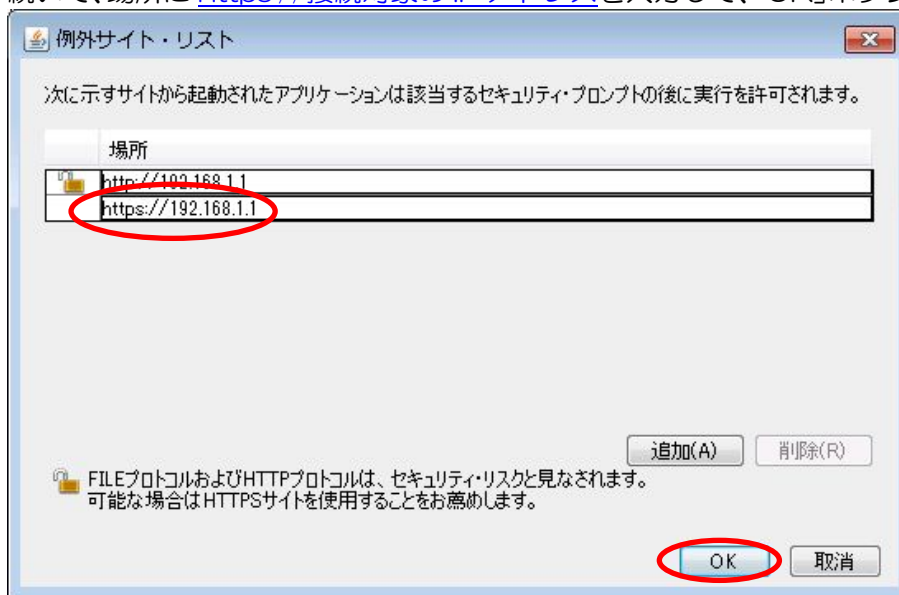 例外サイト・リスト
次に示すサイトから起動されたアプリケーションは該当するセキュリティ・プロンプトの後に実行を許可されます。
場所
http://192.168.1.1
https://192.168.1.1
追加(A) 削除(R)
FILEプロトコルおよびHTTPプロトコルは、セキュリティ・リスクと見なされます。
可能な場合はHTTPSサイトを使用することをお薦めします。
OK 取消